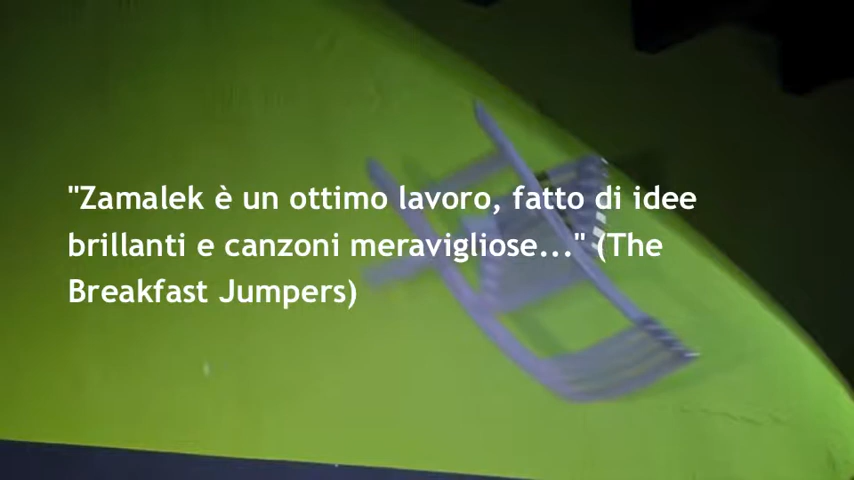 "Zamalek è un ottimo lavoro, fatto di idee
brillanti e canzoni meravigliose..." (The
Breakfast Jumpers)